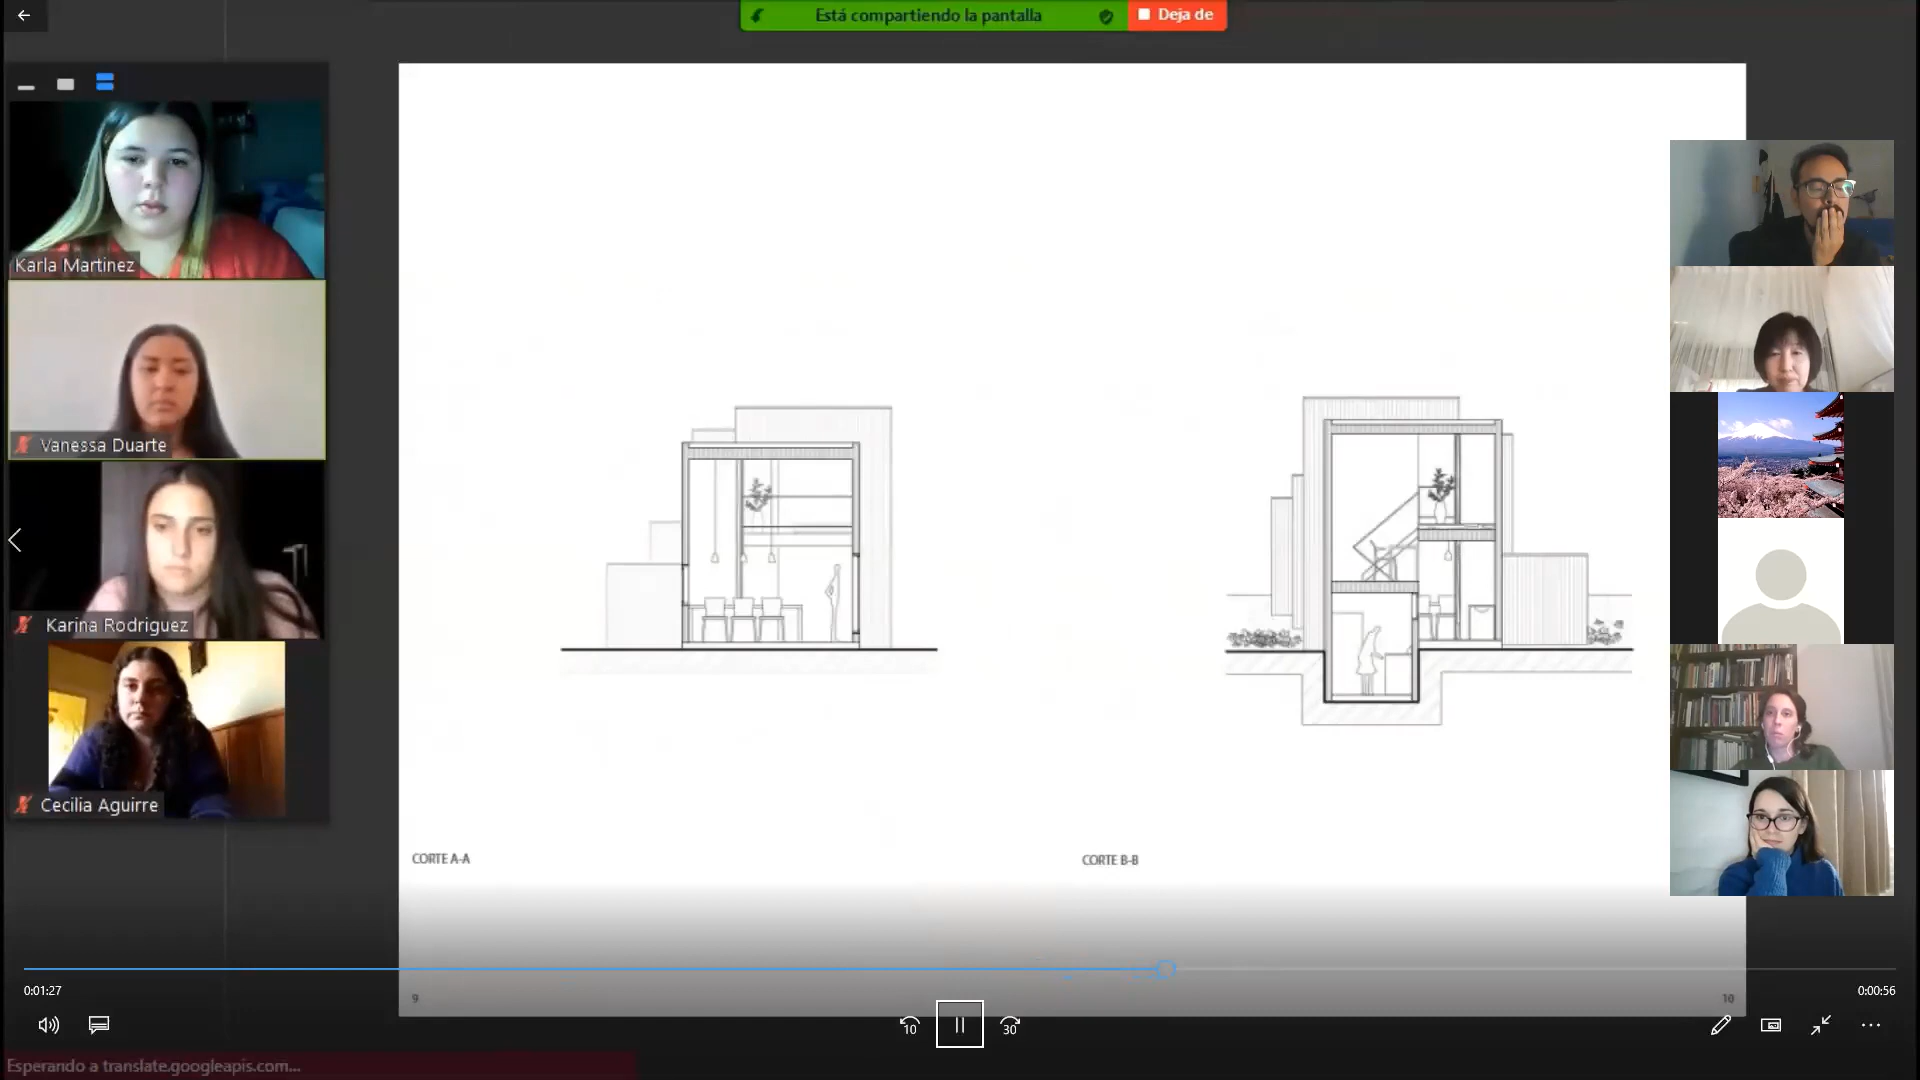 Está compartiendo la pantalla
Deja de
Karla Martinez
Vanessa Duarte
Karina Rodriguez
Cecilia Aguirre
CORTE A-A
CORTE B-B
9
10
0:01:27
0:00:56
10
30
Esperando a translate.googleapis.com...